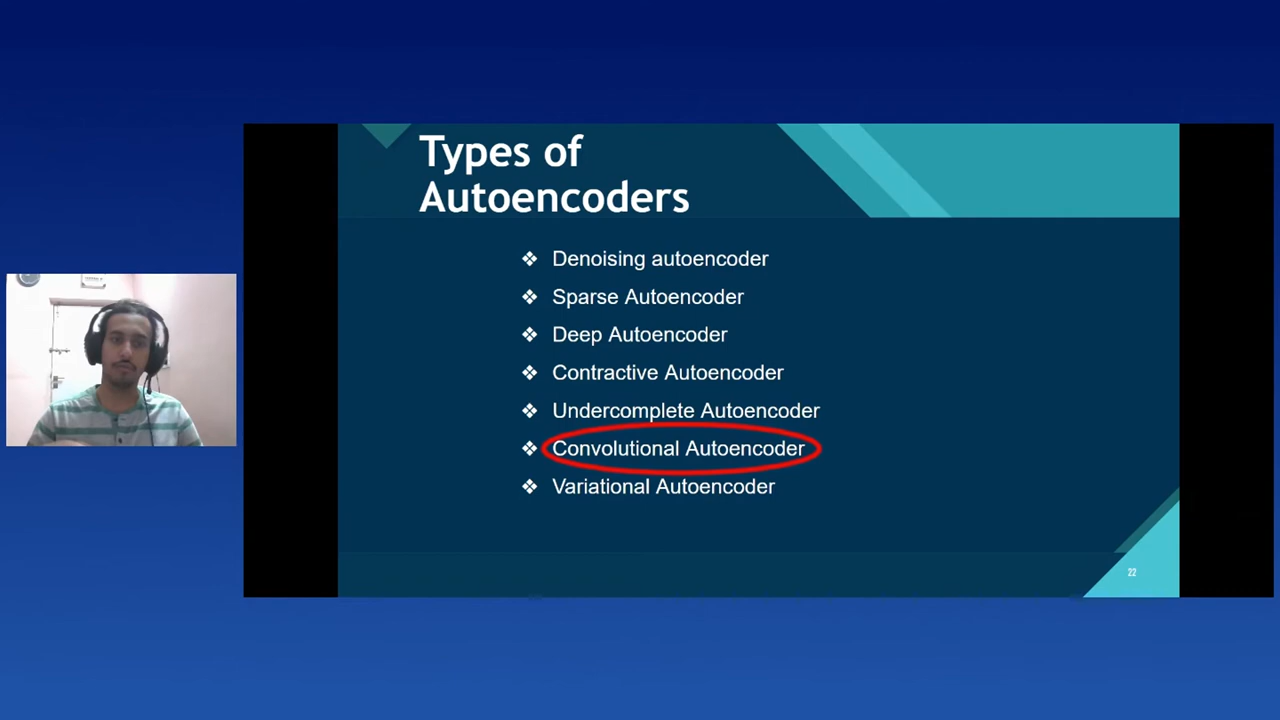 Types of
Autoencoders
❖ Denoising autoencoder
❖ Sparse Autoencoder
❖ Deep Autoencoder
❖ Contractive Autoencoder
❖ Undercomplete Autoencoder
❖ Convolutional Autoencoder
❖ Variational Autoencoder
22